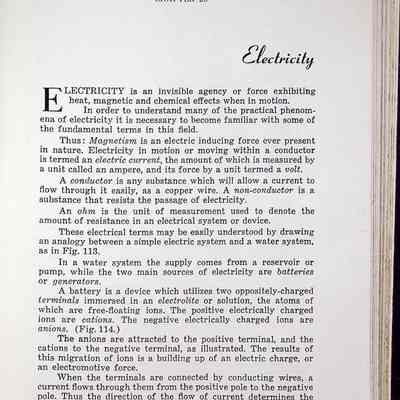 Electricity
ELECTRICITY is an invisible agency or force exhibiting
heat, magnetic and chemical effects when in motion.
In order to understand many of the practical phenom-
ena of electricity it is necessary to become familiar with some of
the fundamental terms in this field.
Thus: Magnetism is an electric inducing force ever present
in nature. Electricity in motion or moving within a conductor
is termed an electric current, the amount of which is measured by
a unit called an ampere, and its force by a unit termed a volt.
A conductor is any substance which will allow a current to
flow through it easily, as a copper wire. A non-conductor is a
substance that resists the passage of electricity.
An ohm is the unit of measurement used to denote the
amount of resistance in an electrical system or device.
These electrical terms may be easily understood by drawing
an analogy between a simple electric system and a water system,
as in Fig. 113.
In a water system the supply comes from a reservoir or
pump, while the two main sources of electricity are batteries
or generators.
A battery is a device which utilizes two oppositely-charged
terminals immersed in an electrolite or solution, the atoms of
which are free-floating ions. The positive electrically charged
ions are cations. The negative electrically charged ions are
anions. (Fig. 114.)
The anions are attracted to the positive terminal, and the
cations to the negative terminal, as illustrated. The results of
this migration of ions is a building up of an electric charge, or
an electromotive force.
When the terminals are connected by conducting wires, a
current flows through them from the positive pole to the negative
pole. Thus the direction of the flow of current determines the